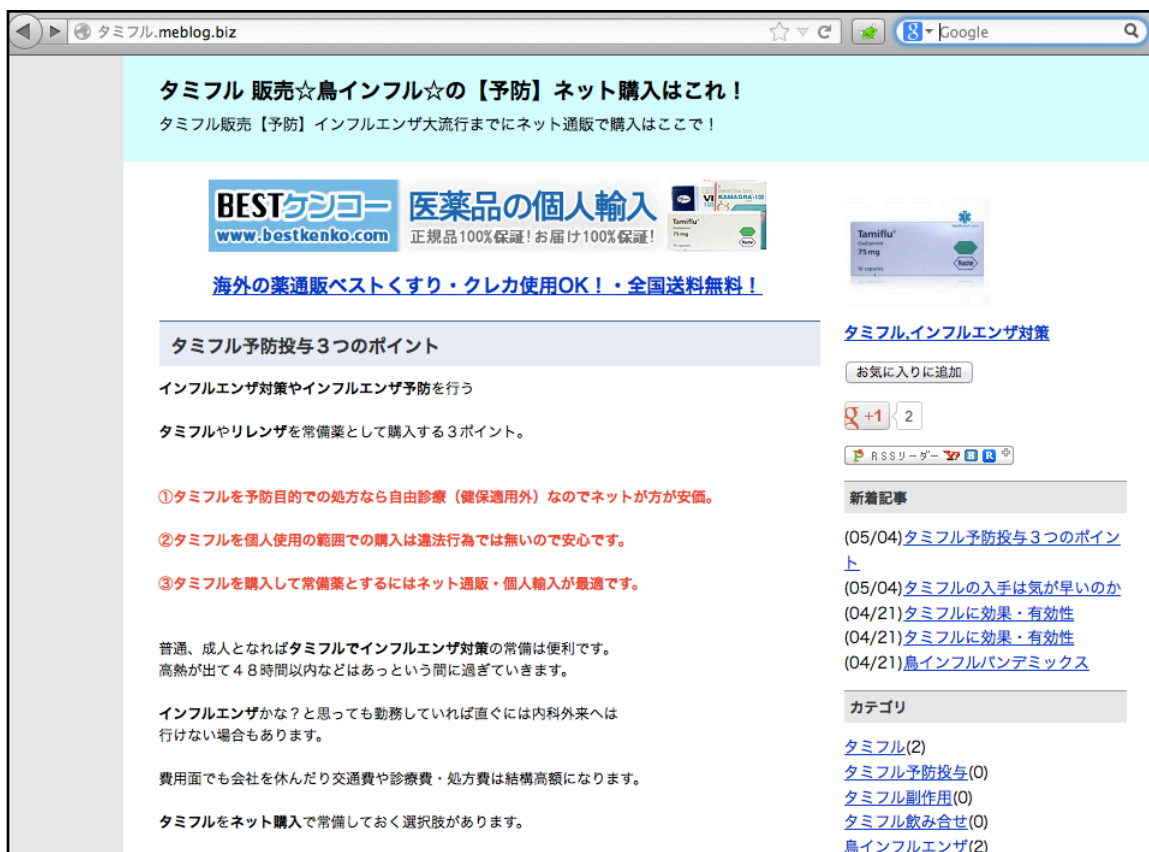 タミフル.meblog.biz
Google
タミフル 販売☆鳥インフル☆の【予防】ネット購入はこれ！
タミフル販売【予防】インフルエンザ大流行までにネット通販で購入はここで！
BESTケンコー
www.bestkenko.com
医薬品の個人輸入
正規品100%保証!お届け100%保証!
Tamiflu
海外の薬通販ベストくすり・クレカ使用OK！・全国送料無料！
タミフル予防投与３つのポイント
インフルエンザ対策やインフルエンザ予防を行う
タミフルやリレンザを常備薬として購入する３ポイント。
①タミフルを予防目的での処方なら自由診療（健保適用外）なのでネットが方が安価。
②タミフルを個人使用の範囲での購入は違法行為では無いので安心です。
③タミフルを購入して常備薬とするにはネット通販・個人輸入が最適です。
普通、成人となればタミフルでインフルエンザ対策の常備は便利です。
高熱が出て４８時間以内などはあっという間に過ぎていきます。
インフルエンザかな？と思っても勤務していれば直ぐには内科外来へは
行けない場合もあります。
費用面でも会社を休んだり交通費や診療費・処方費は結構高額になります。
タミフルをネット購入で常備しておく選択肢があります。
Tamiflu
75 mg
Roche
タミフル,インフルエンザ対策
お気に入りに追加
g +1 2
RSSリーダー
新着記事
(05/04)タミフル予防投与３つのポイン
ト
(05/04)タミフルの入手は気が早いのか
(04/21)タミフルに効果・有効性
(04/21)タミフルに効果・有効性
(04/21)鳥インフルパンデミックス
カテゴリ
タミフル(2)
タミフル予防投与(0)
タミフル副作用(0)
タミフル飲み合せ(0)
鳥インフルエンザ(2)